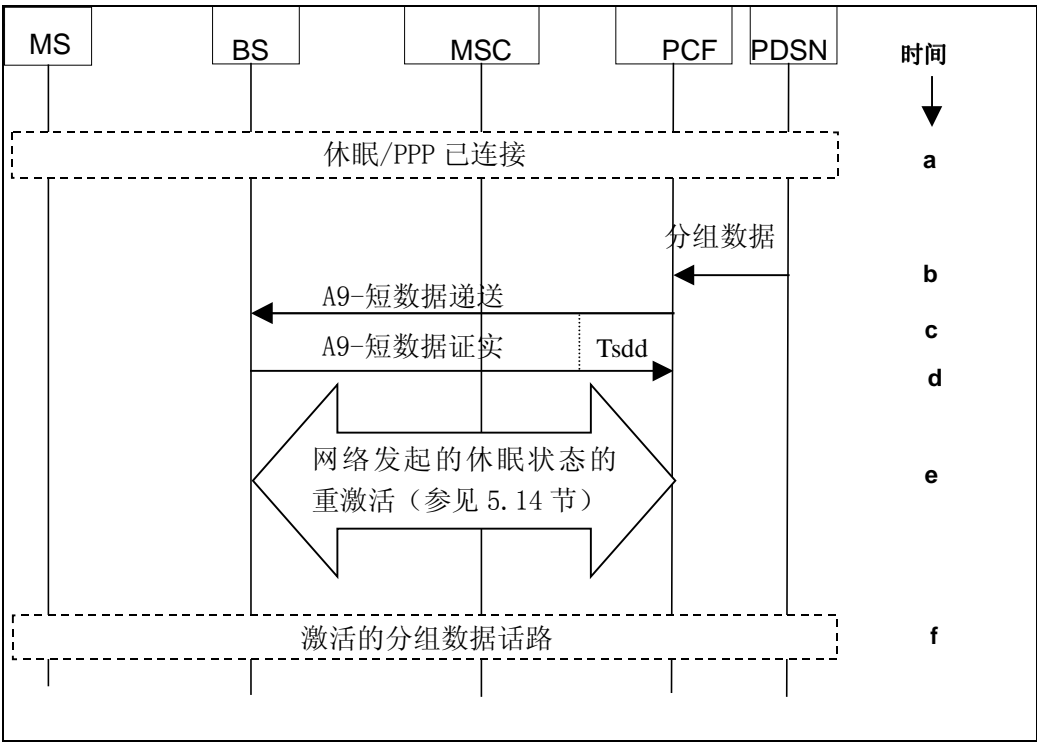 MS BS MSC PCF PDSN 时间
休眠/PPP 已连接 a
分组数据
b
A9-短数据递送
c
A9-短数据证实 Tsdd
d
网络发起的休眠状态的
重激活（参见 5.14 节） e
激活的分组数据话路 f